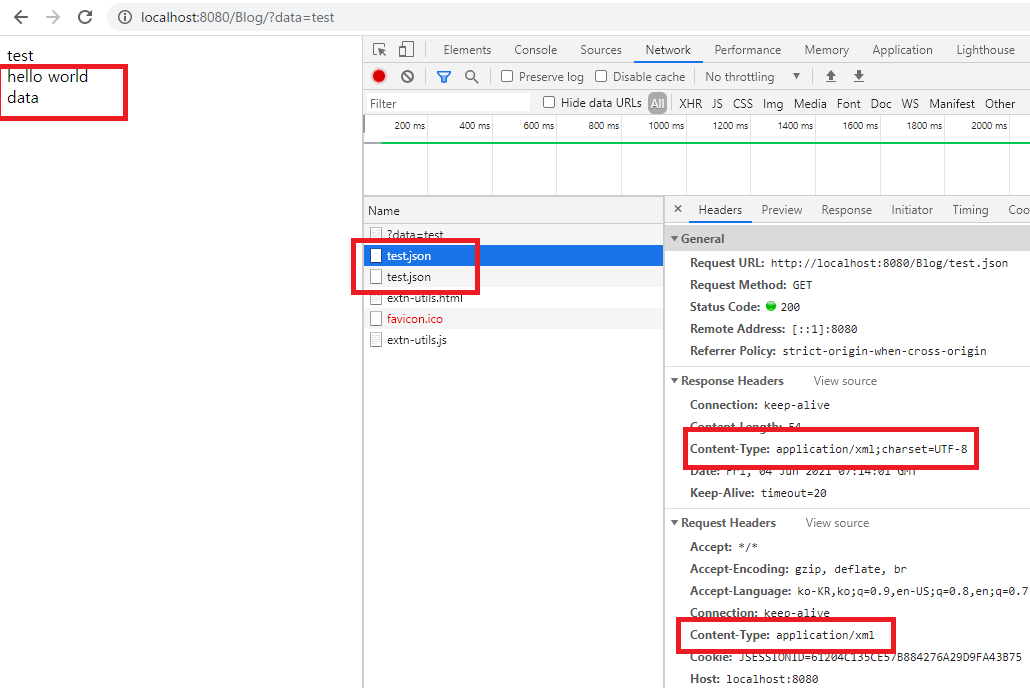 localhost:8080/Blog/?data=test
test
hello world
data
Elements Console Sources Network Performance Memory Application Lighthouse
Preserve log Disable cache No throttling
Filter Hide data URLs All XHR JS CSS Img Media Font Doc WS Manifest Other
200 ms 400 ms 600 ms 800 ms 1000 ms 1200 ms 1400 ms 1600 ms 1800 ms 2000 ms
Name
?data=test
test.json
test.json
extn-utils.html
favicon.ico
extn-utils.js
× Headers Preview Response Initiator Timing Coo
General
Request URL: http://localhost:8080/Blog/test.json
Request Method: GET
Status Code: 200
Remote Address: [::1]:8080
Referrer Policy: strict-origin-when-cross-origin
Response Headers View source
Connection: keep-alive
Content-Length: 54
Content-Type: application/xml;charset=UTF-8
Date: Fri, 04 Jun 2021 07:14:01 GMT
Keep-Alive: timeout=20
Request Headers View source
Accept: */*
Accept-Encoding: gzip, deflate, br
Accept-Language: ko-KR,ko;q=0.9,en-US;q=0.8,en;q=0.7
Connection: keep-alive
Content-Type: application/xml
Cookie: JSESSIONID=61204C135CE57B884276A29D9FA43B75
Host: localhost:8080